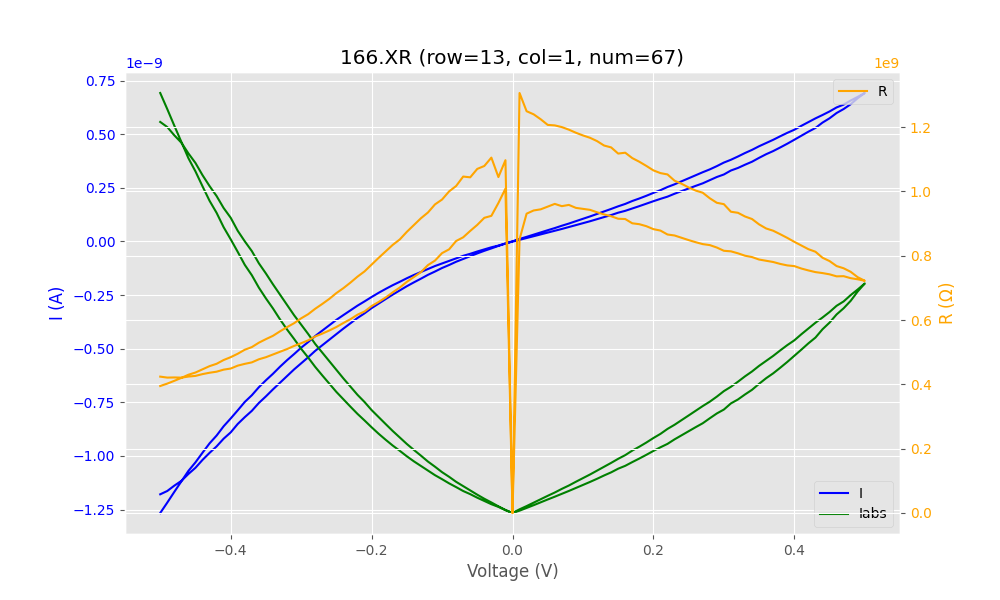 166.XR (row=13, col=1, num=67)
1e−9
1e9
R
0.75
0.50
0.25
0.00
−0.25
−0.50
−0.75
−1.00
−1.25
I (A)
1.2
1.0
0.8
0.6
0.4
0.2
0.0
R (Ω)
I
Iabs
−0.4
−0.2
0.0
0.2
0.4
Voltage (V)